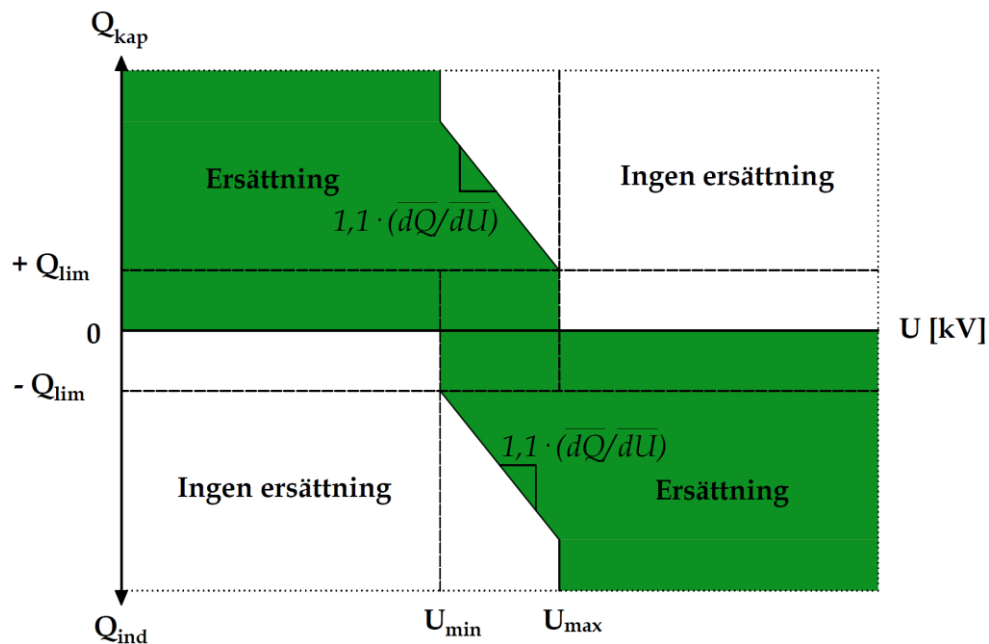 Q_kap
Ersättning
Ingen ersättning
1,1 · (dQ/dU)
+ Q_lim
0
U [kV]
- Q_lim
1,1 · (dQ/dU)
Ingen ersättning
Ersättning
Q_ind
U_min
U_max